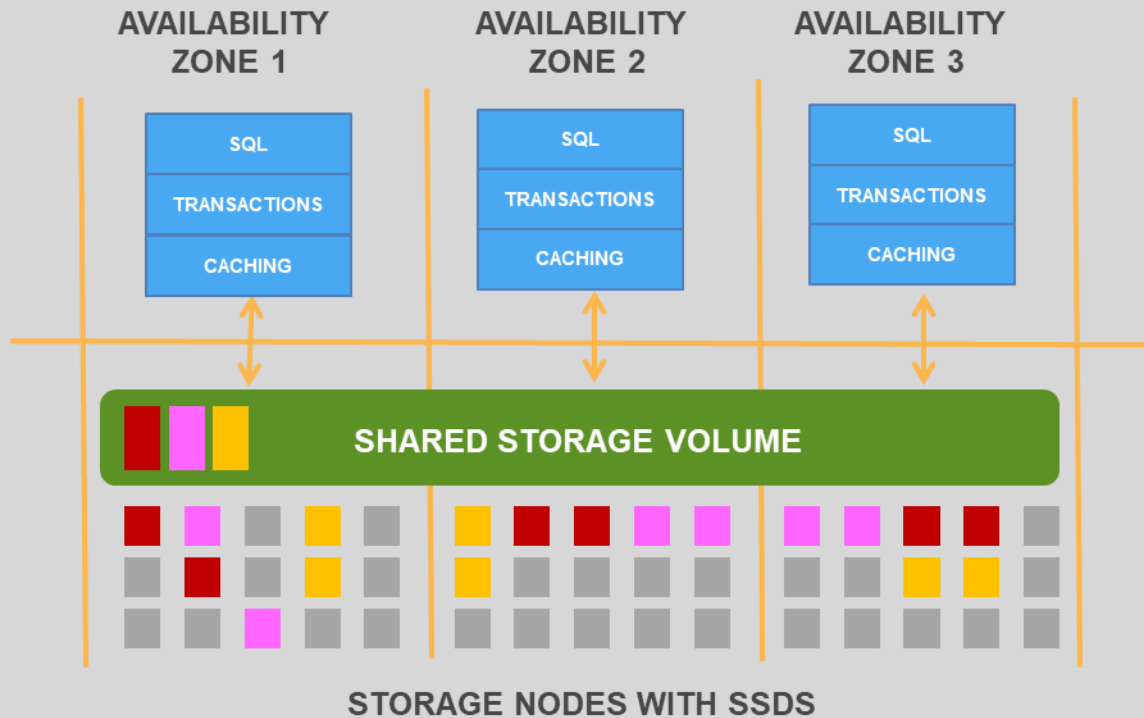 AVAILABILITY
ZONE 1
AVAILABILITY
ZONE 2
AVAILABILITY
ZONE 3
SQL
TRANSACTIONS
CACHING
SQL
TRANSACTIONS
CACHING
SQL
TRANSACTIONS
CACHING
SHARED STORAGE VOLUME
STORAGE NODES WITH SSDS